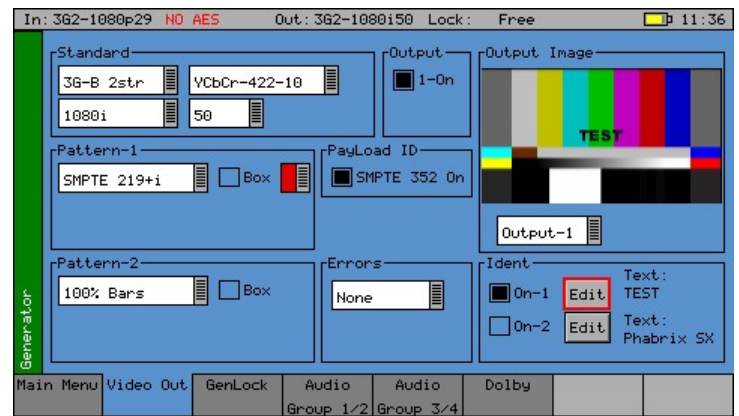 In: 3G2-1080p29 NO AES Out: 3G2-1080i50 Lock: Free 11:36
Standard
3G-B 2str YCbCr-422-10
1080i 50
Output
1-On
Output Image
TEST
Output-1
Pattern-1
SMPTE 219+i Box
PayLoad ID
SMPTE 352 On
Pattern-2
100% Bars Box
Errors
None
Ident
On-1 Edit Text: TEST
On-2 Edit Text: Phabrix SX
Generator
Main Menu Video Out GenLock Audio Group 1/2 Audio Group 3/4 Dolby